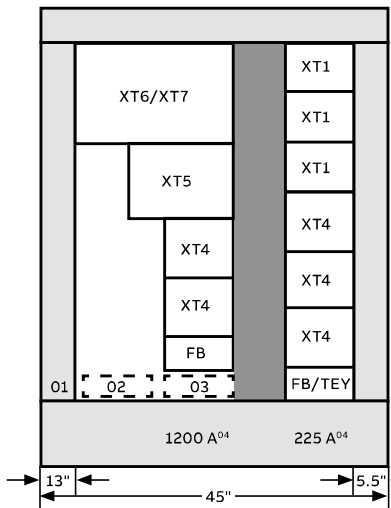 XT6/XT7
XT1
XT1
XT5
XT1
XT4
XT4
XT4
XT4
XT4
FB
01
02
03
FB/TEY
1200 A04
225 A04
13"
5.5"
45"